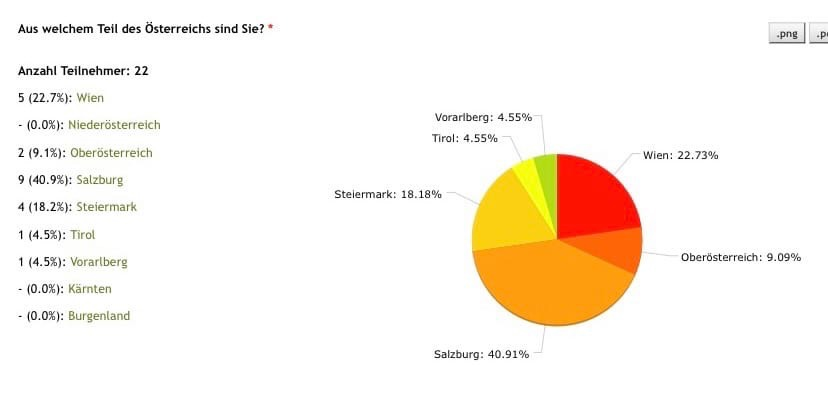 Aus welchem Teil des Österreichs sind Sie? *
.png
Anzahl Teilnehmer: 22
5 (22.7%): Wien
- (0.0%): Niederösterreich
2 (9.1%): Oberösterreich
9 (40.9%): Salzburg
4 (18.2%): Steiermark
1 (4.5%): Tirol
1 (4.5%): Vorarlberg
- (0.0%): Kärnten
- (0.0%): Burgenland
Vorarlberg: 4.55%
Tirol: 4.55%
Wien: 22.73%
Steiermark: 18.18%
Oberösterreich: 9.09%
Salzburg: 40.91%